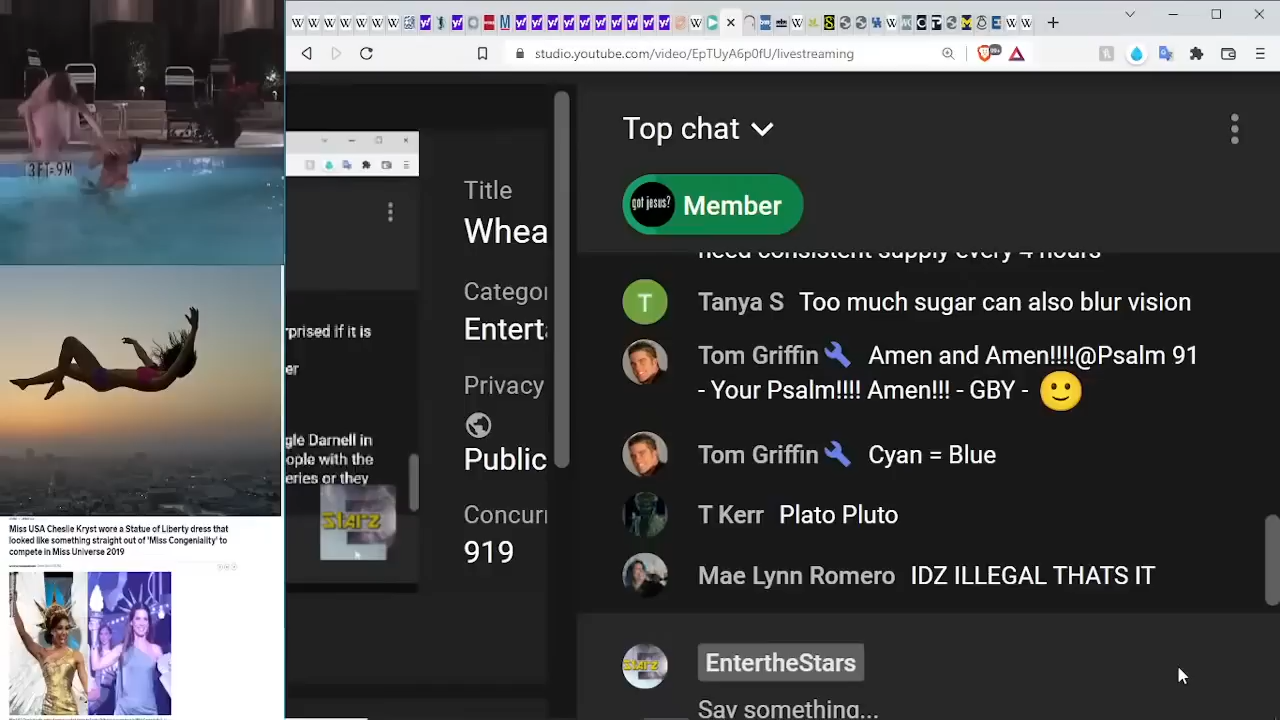 studio.youtube.com/video/EpTUyA6p0fU/livestreaming
3FT-9M
Miss USA Cheslie Kryst wore a Statue of Liberty dress that
looked like something straight out of 'Miss Congeniality' to
compete in Miss Universe 2019
prised If it is
er
gle Darnell in
ople with the
eries or they
Starz
Title
Whea
Categor
Enterta
Privacy
Public
Concurr
919
Top chat
got jesus?
Member
need consistent supply every 4 hours
T
Tanya S Too much sugar can also blur vision
Tom Griffin Amen and Amen!!!!@Psalm 91
- Your Psalm!!!! Amen!!! - GBY - 🙂
Tom Griffin Cyan = Blue
T Kerr Plato Pluto
Mae Lynn Romero IDZ ILLEGAL THATS IT
EntertheStars
Say something...